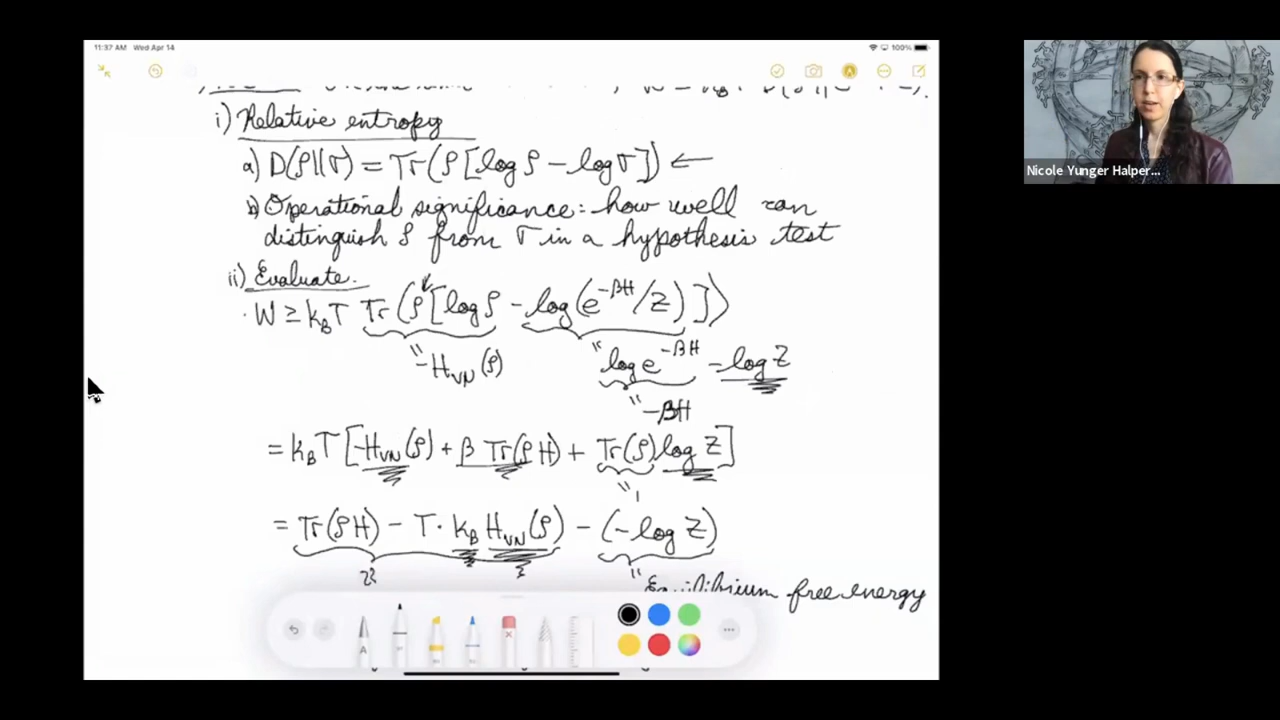 11:37 AM Wed Apr 14
100%
i) Relative entropy
a) D(ρ||σ) = Tr(ρ[log ρ − log σ]) ←
b) Operational significance: how well can
distinguish ρ from σ in a hypothesis test
ii) Evaluate.
· W ≥ k_B T Tr(ρ[log ρ − log(e^{−βH}/Z)])
−H_VN(ρ) log e^{−βH} − log Z
−βH
= k_B T [−H_VN(ρ) + β Tr(ρH) + Tr(ρ) log Z]
1
= Tr(ρH) − T · k_B H_VN(ρ) − (−log Z)
Equilibrium free energy
Nicole Yunger Halper...